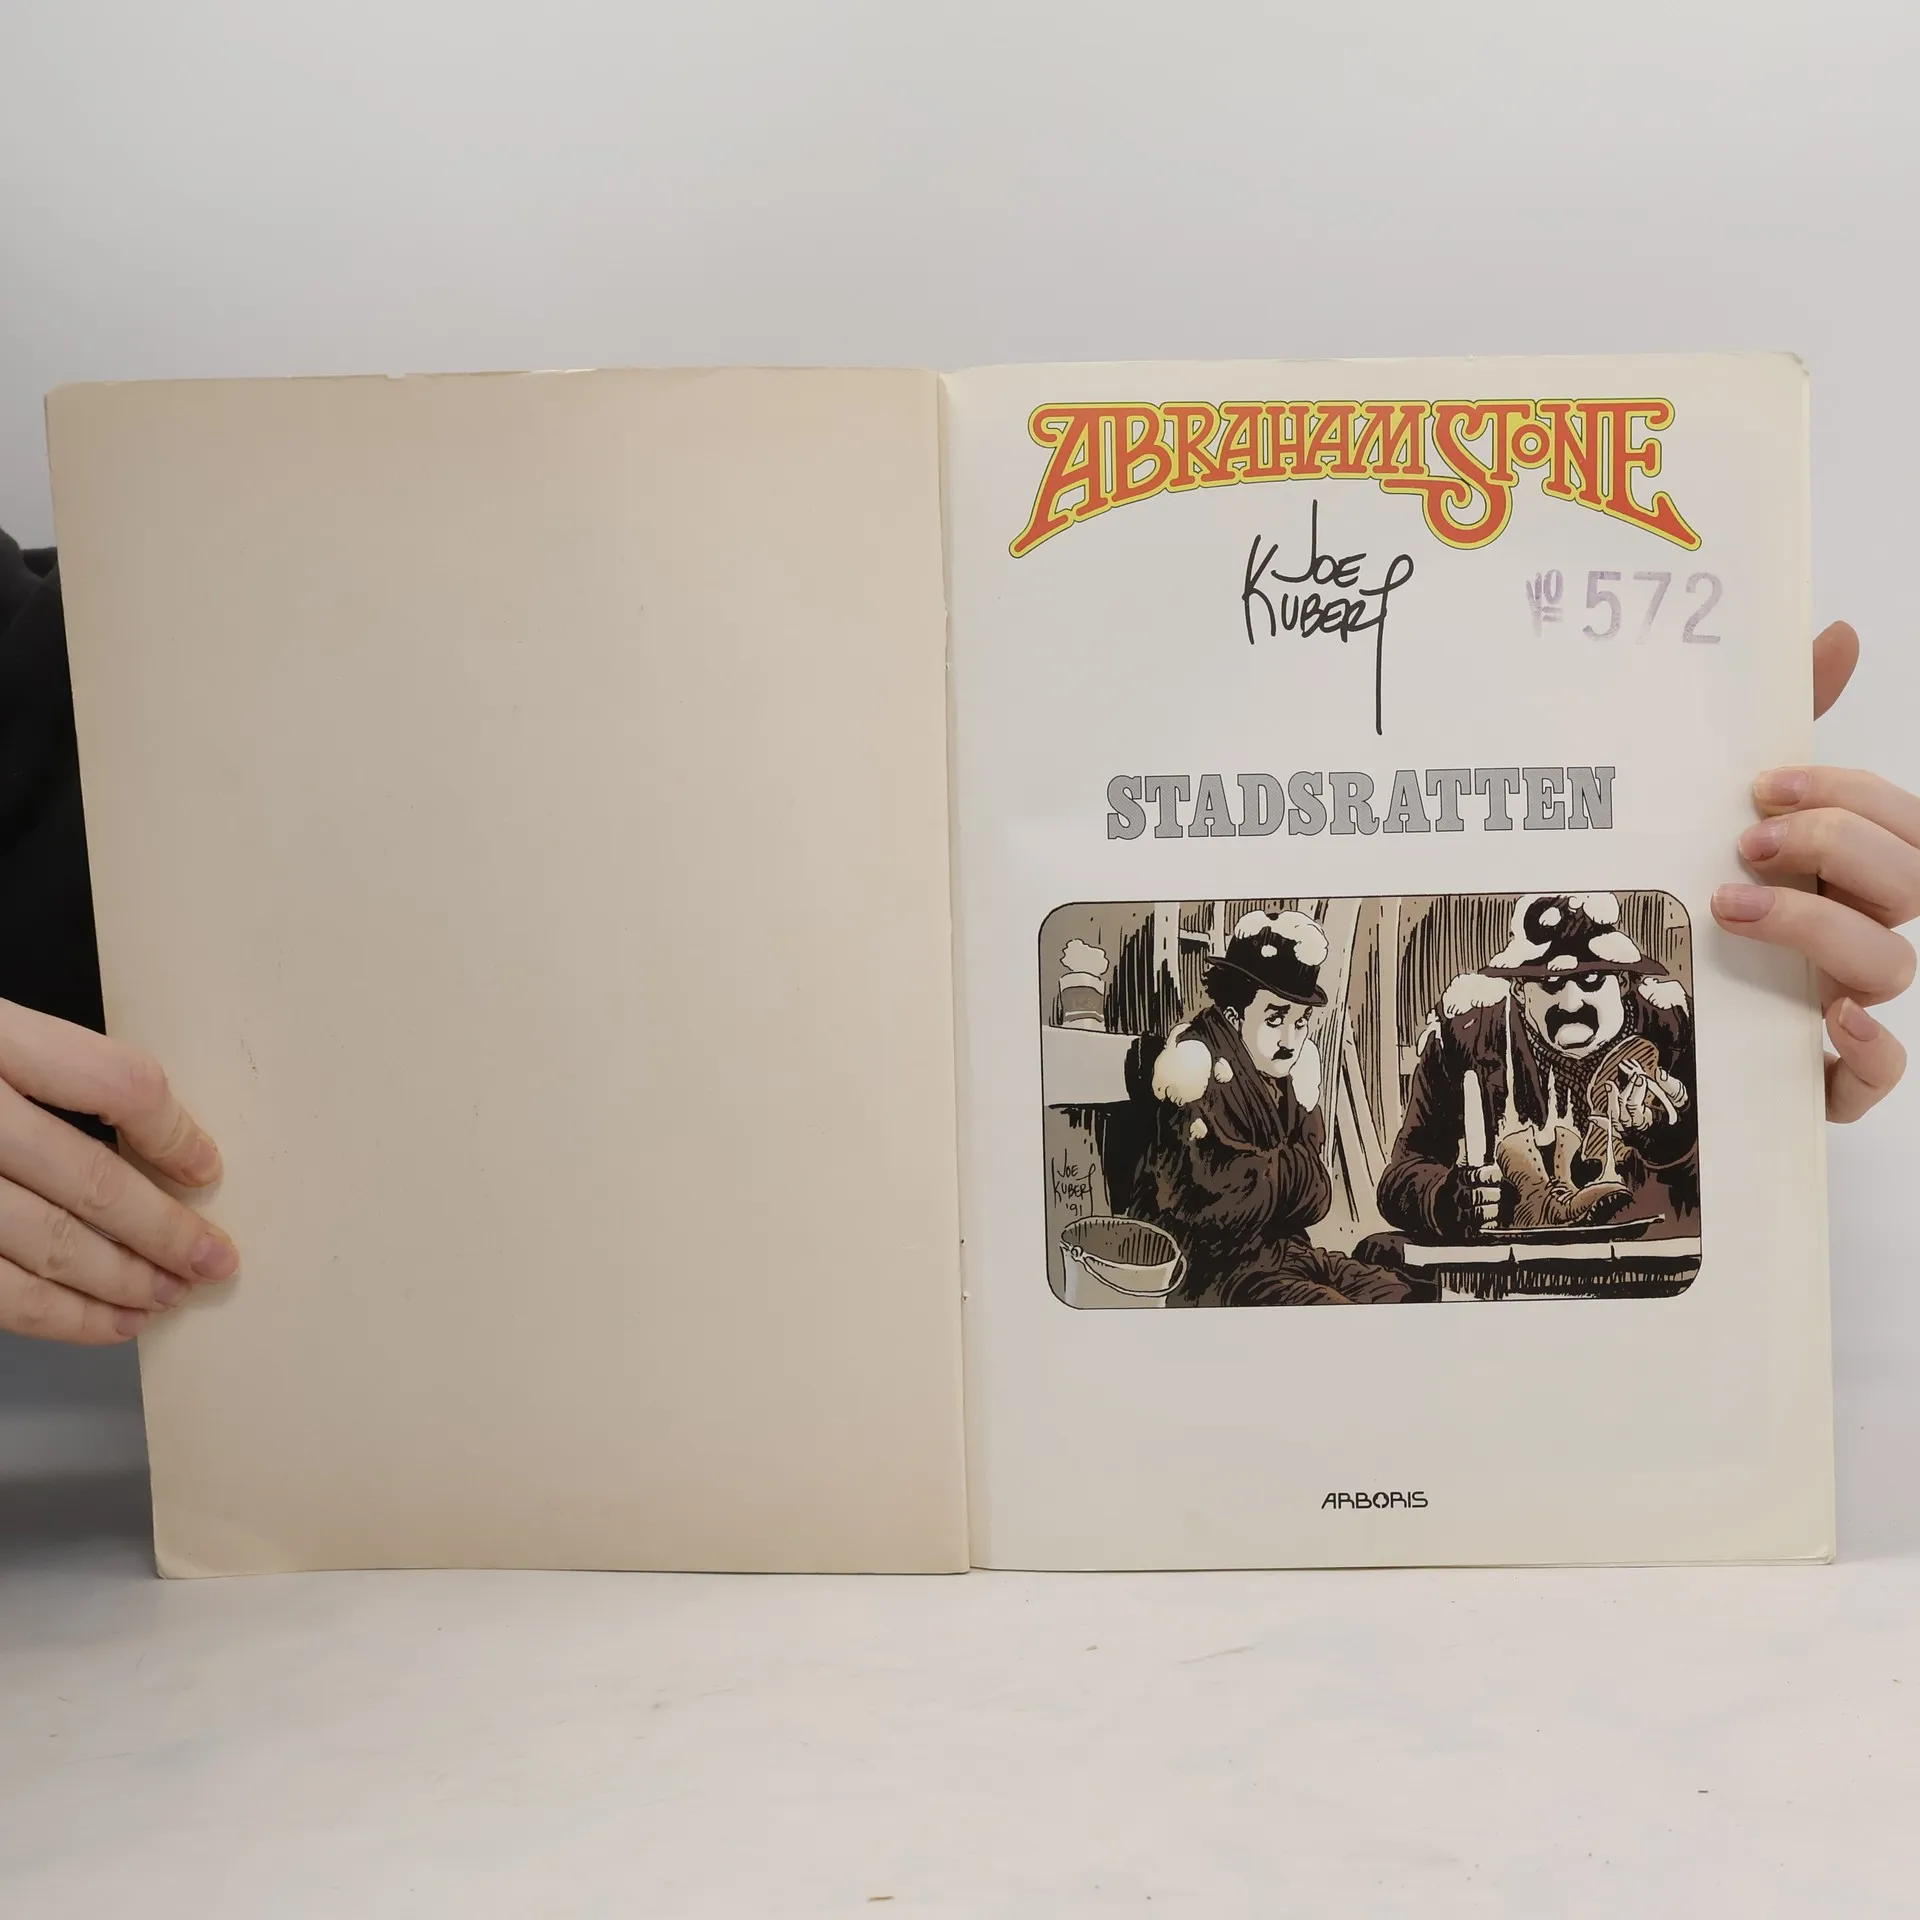 ABRAHAM STONE
JOE
KUBERT
No 572
STADSRATTEN
JOE
KUBERT
'91
ARBORIS